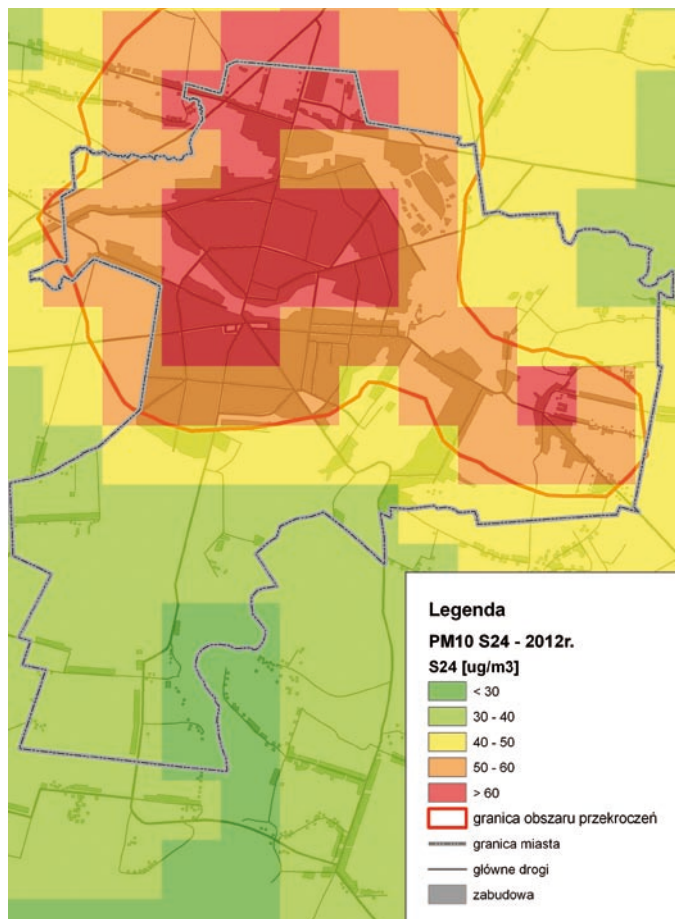 Legenda
PM10 S24 - 2012r.
S24 [ug/m3]
< 30
30 - 40
40 - 50
50 - 60
> 60
granica obszaru przekroczeń
granica miasta
główne drogi
zabudowa